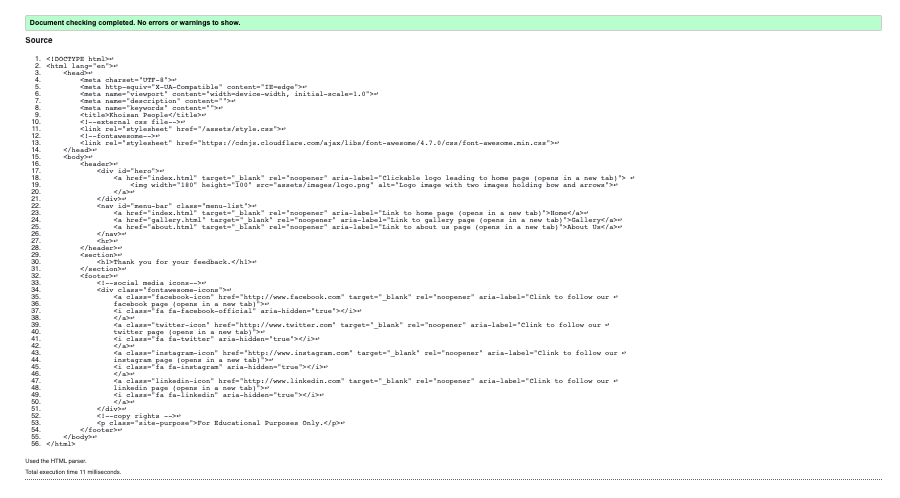 Document checking completed. No errors or warnings to show.
Source
1. <!DOCTYPE html>↩
2. <html lang="en">↩
3. <head>↩
4. <meta charset="UTF-8">↩
5. <meta http-equiv="X-UA-Compatible" content="IE=edge">↩
6. <meta name="viewport" content="width=device-width, initial-scale=1.0">↩
7. <meta name="description" content="">↩
8. <meta name="keywords" content="">↩
9. <title>Khoisan People</title>↩
10. <!--external css file-->↩
11. <link rel="stylesheet" href="/assets/style.css">↩
12. <!--fontawesome-->↩
13. <link rel="stylesheet" href="https://cdnjs.cloudflare.com/ajax/libs/font-awesome/4.7.0/css/font-awesome.min.css">↩
14. </head>↩
15. <body>↩
16. <header>↩
17. <div id="hero">↩
18. <a href="index.html" target="_blank" rel="noopener" aria-label="Clickable logo leading to home page (opens in a new tab)"> ↩
19. <img width="180" height="100" src="assets/images/logo.png" alt="Logo image with two images holding bow and arrows">↩
20. </a>↩
21. </div>↩
22. <nav id="menu-bar" class="menu-list">↩
23. <a href="index.html" target="_blank" rel="noopener" aria-label="Link to home page (opens in a new tab)">Home</a>↩
24. <a href="gallery.html" target="_blank" rel="noopener" aria-label="Link to gallery page (opens in a new tab)">Gallery</a>↩
25. <a href="about.html" target="_blank" rel="noopener" aria-label="Link to about us page (opens in a new tab)">About Us</a>↩
26. </nav>↩
27. <hr>↩
28. </header>↩
29. <section>↩
30. <h1>Thank you for your feedback.</h1>↩
31. </section>↩
32. <footer>↩
33. <!--social media icons-->↩
34. <div class="fontawesome-icons">↩
35. <a class="facebook-icon" href="http://www.facebook.com" target="_blank" rel="noopener" aria-label="Clink to follow our ↩
36. facebook page (opens in a new tab)">↩
37. <i class="fa fa-facebook-official" aria-hidden="true"></i>↩
38. </a>↩
39. <a class="twitter-icon" href="http://www.twitter.com" target="_blank" rel="noopener" aria-label="Clink to follow our ↩
40. twitter page (opens in a new tab)">↩
41. <i class="fa fa-twitter" aria-hidden="true"></i>↩
42. </a>↩
43. <a class="instagram-icon" href="http://www.instagram.com" target="_blank" rel="noopener" aria-label="Clink to follow our ↩
44. instagram page (opens in a new tab)">↩
45. <i class="fa fa-instagram" aria-hidden="true"></i>↩
46. </a>↩
47. <a class="linkedin-icon" href="http://www.linkedin.com" target="_blank" rel="noopener" aria-label="Clink to follow our ↩
48. linkedin page (opens in a new tab)">↩
49. <i class="fa fa-linkedin" aria-hidden="true"></i>↩
50. </a>↩
51. </div>↩
52. <!--copy rights -->↩
53. <p class="site-purpose">For Educational Purposes Only.</p>↩
54. </footer>↩
55. </body>↩
56. </html>
Used the HTML parser.
Total execution time 11 milliseconds.